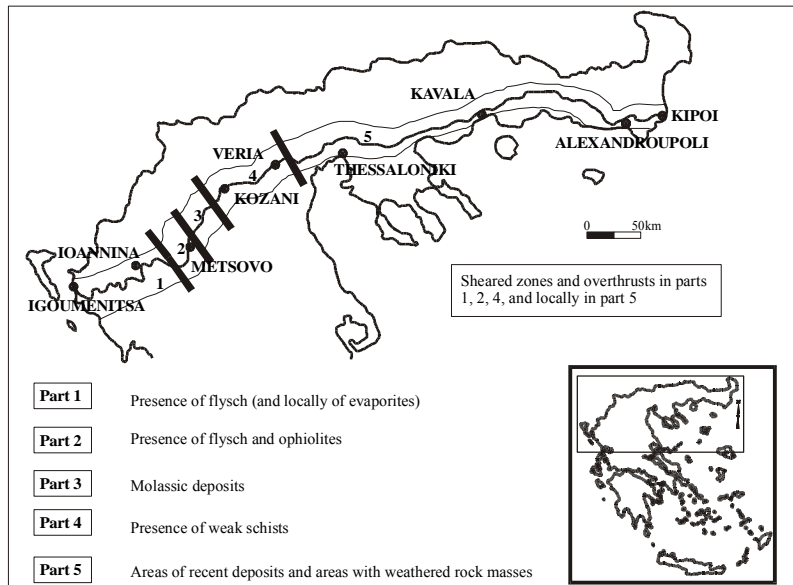 KAVALA
KIPOI
5
ALEXANDROUPOLI
VERIA
THESSALONIKI
4
KOZANI
3
0 50km
IOANNINA
2
METSOVO
1
IGOUMENITSA
Sheared zones and overthrusts in parts
1, 2, 4, and locally in part 5
Part 1 Presence of flysch (and locally of evaporites)
Part 2 Presence of flysch and ophiolites
Part 3 Molassic deposits
Part 4 Presence of weak schists
Part 5 Areas of recent deposits and areas with weathered rock masses